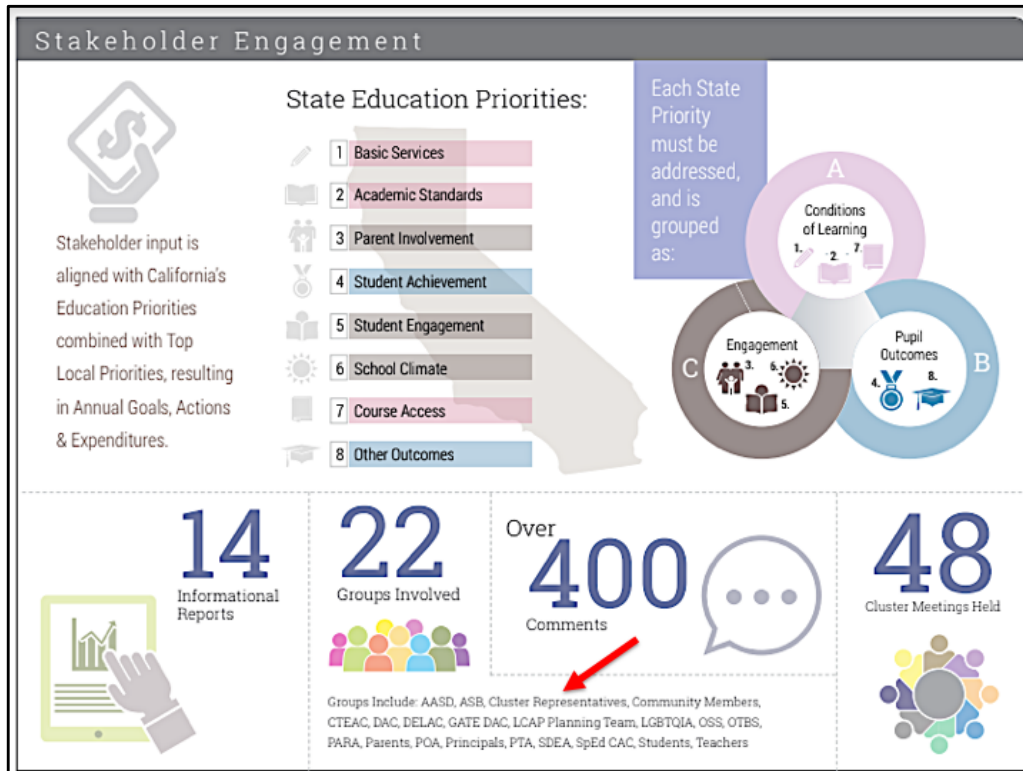 Stakeholder Engagement
Stakeholder input is
aligned with California's
Education Priorities
combined with Top
Local Priorities, resulting
in Annual Goals, Actions
& Expenditures.
State Education Priorities:
1 Basic Services
2 Academic Standards
3 Parent Involvement
4 Student Achievement
5 Student Engagement
6 School Climate
7 Course Access
8 Other Outcomes
Each State
Priority
must be
addressed,
and is
grouped
as:
A
Conditions
of Learning
1. 2. 7.
C
Engagement
3. 6.
5.
Pupil
Outcomes
4. 8.
B
14
Informational
Reports
22
Groups Involved
Over
400
Comments
48
Cluster Meetings Held
Groups Include: AASD, ASB, Cluster Representatives, Community Members,
CTEAC, DAC, DELAC, GATE DAC, LCAP Planning Team, LGBTQIA, OSS, OTBS,
PARA, Parents, POA, Principals, PTA, SDEA, SpEd CAC, Students, Teachers